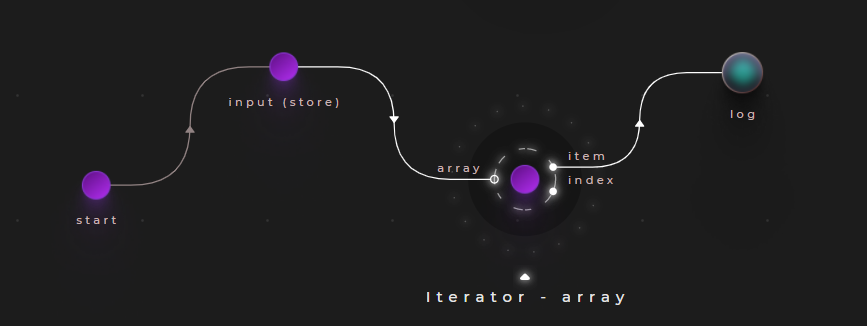 input (store)
log
item
array
index
start
Iterator - array